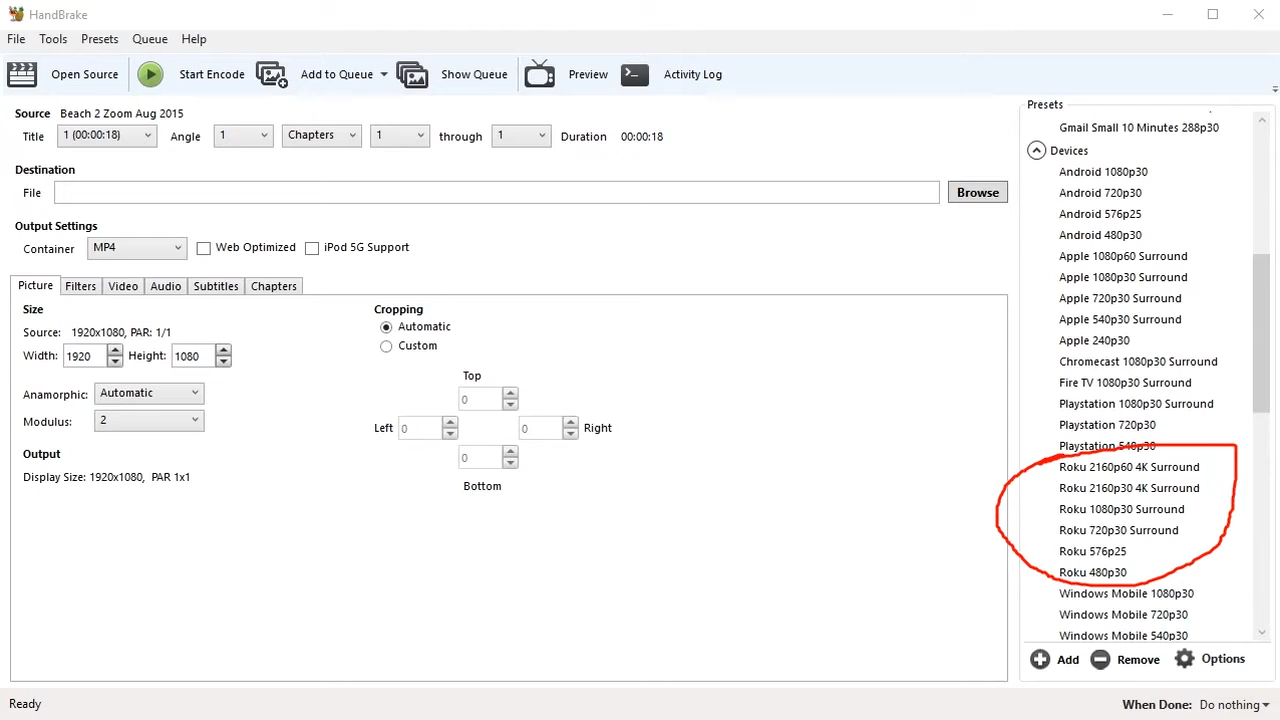 HandBrake
File Tools Presets Queue Help
Open Source Start Encode Add to Queue Show Queue Preview Activity Log
Source Beach 2 Zoom Aug 2015
Title 1 (00:00:18) Angle 1 Chapters 1 through 1 Duration 00:00:18
Destination
File Browse
Output Settings
Container MP4 Web Optimized iPod 5G Support
Picture Filters Video Audio Subtitles Chapters
Size
Source: 1920x1080, PAR: 1/1
Width: 1920 Height: 1080
Anamorphic: Automatic
Modulus: 2
Output
Display Size: 1920x1080, PAR 1x1
Cropping
Automatic
Custom
Top
0
Left 0 0 Right
0
Bottom
Presets
Gmail Small 10 Minutes 288p30
Devices
Android 1080p30
Android 720p30
Android 576p25
Android 480p30
Apple 1080p60 Surround
Apple 1080p30 Surround
Apple 720p30 Surround
Apple 540p30 Surround
Apple 240p30
Chromecast 1080p30 Surround
Fire TV 1080p30 Surround
Playstation 1080p30 Surround
Playstation 720p30
Playstation 540p30
Roku 2160p60 4K Surround
Roku 2160p30 4K Surround
Roku 1080p30 Surround
Roku 720p30 Surround
Roku 576p25
Roku 480p30
Windows Mobile 1080p30
Windows Mobile 720p30
Windows Mobile 540p30
Add Remove Options
Ready
When Done: Do nothing